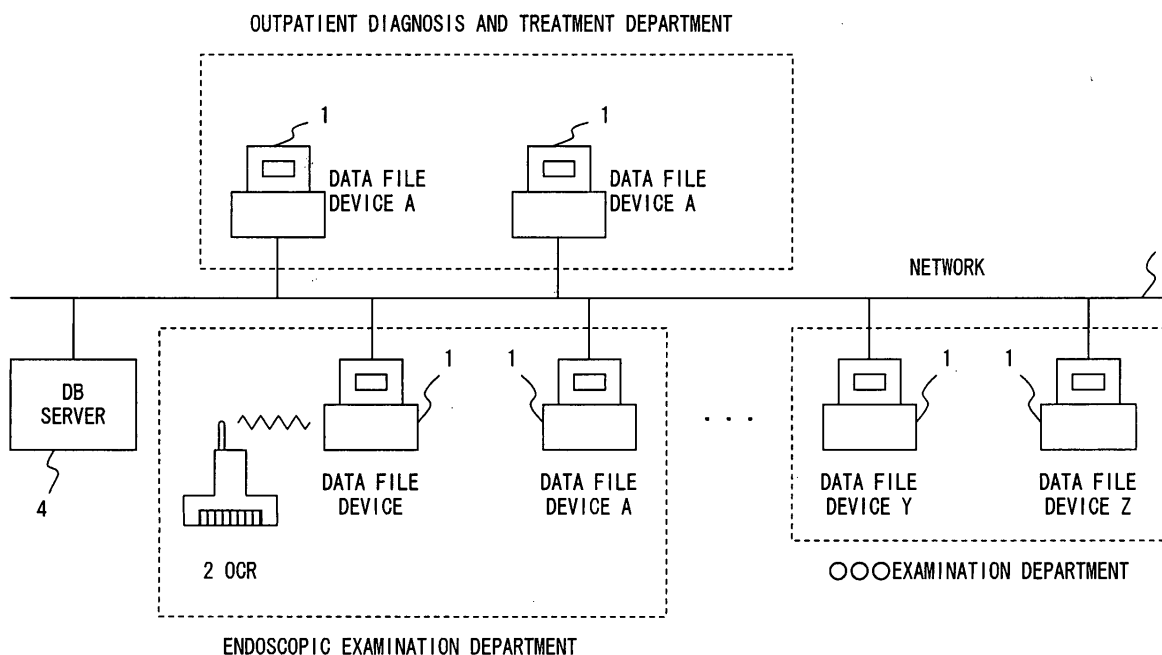 OUTPATIENT DIAGNOSIS AND TREATMENT DEPARTMENT
1
1
DATA FILE
DEVICE A
DATA FILE
DEVICE A
NETWORK
DB
SERVER
4
1
1
1
1
. . .
DATA FILE
DEVICE
DATA FILE
DEVICE A
DATA FILE
DEVICE Y
DATA FILE
DEVICE Z
2 OCR
○○○EXAMINATION DEPARTMENT
ENDOSCOPIC EXAMINATION DEPARTMENT